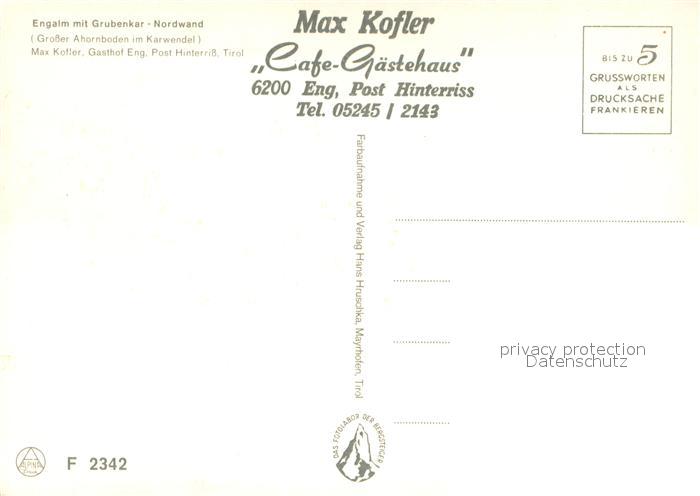 Engalm mit Grubenkar - Nordwand
( Großer Ahornboden im Karwendel )
Max Kofler, Gasthof Eng, Post Hinterriß, Tirol
Max Kofler
„Cafe-Gästehaus"
6200 Eng, Post Hinterriss
Tel. 05245 / 2143
BIS ZU 5
GRUSSWORTEN
ALS
DRUCKSACHE
FRANKIEREN
Farbaufnahme und Verlag Hans Hruschka, Mayrhofen, Tirol
privacy protection
Datenschutz
DAS FOTOLABOR DER BERGSTEIGER
ALPINA
F 2342